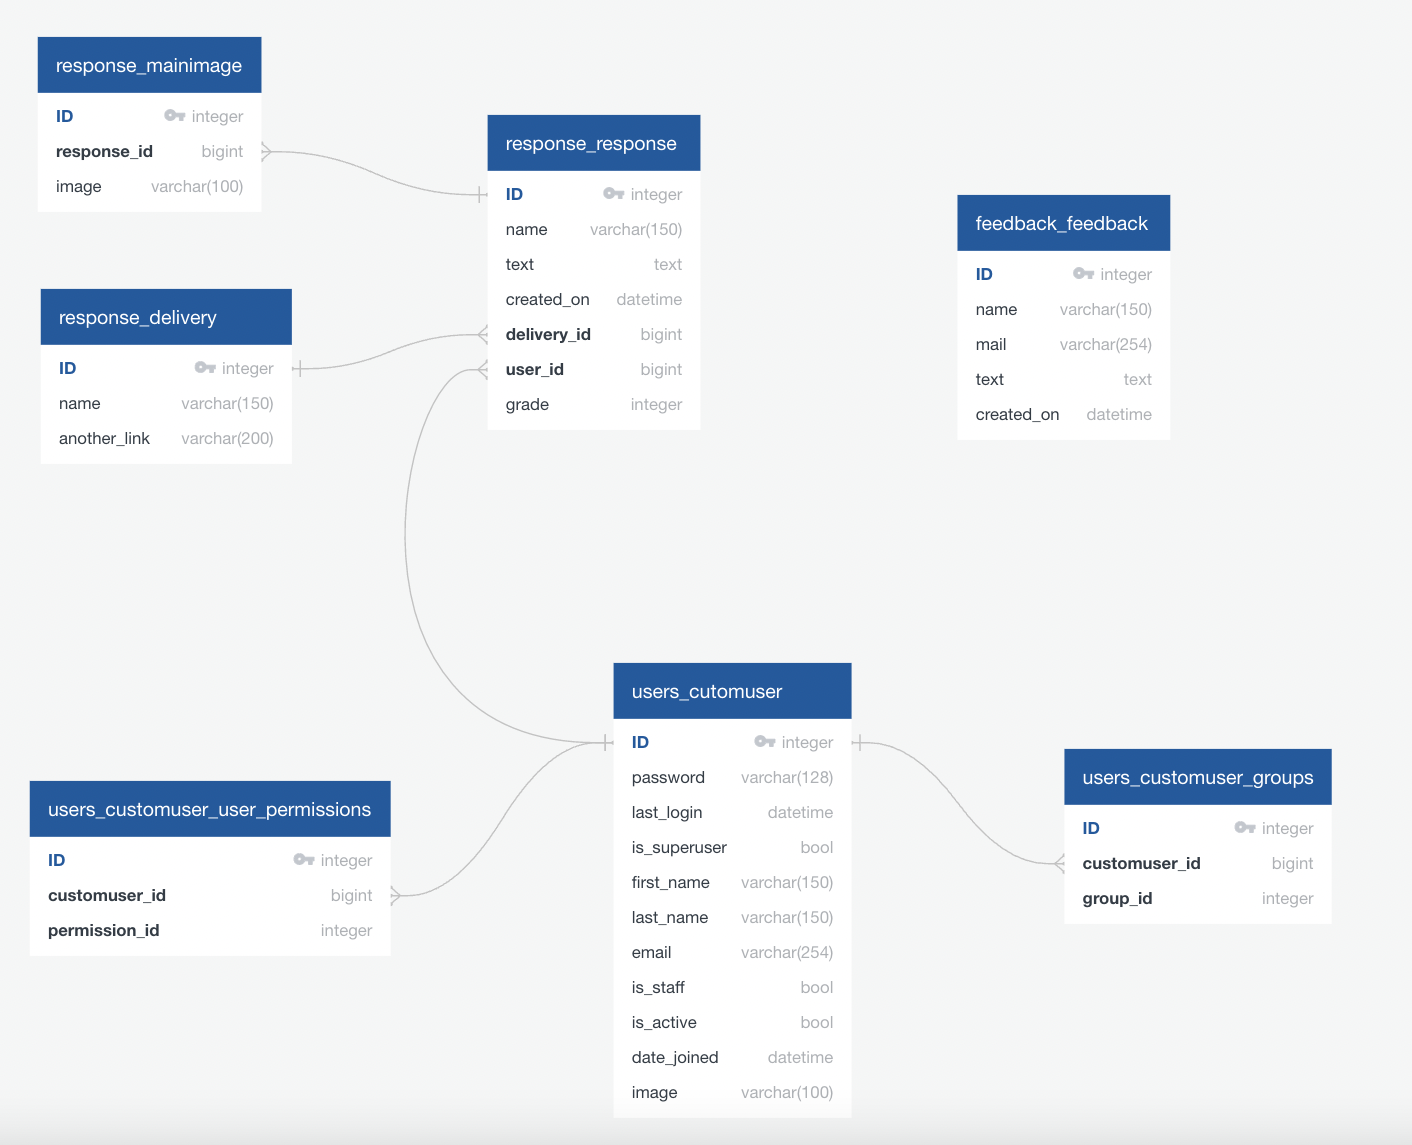 response_mainimage
ID integer
response_id bigint
image varchar(100)
response_response
ID integer
name varchar(150)
text text
created_on datetime
delivery_id bigint
user_id bigint
grade integer
feedback_feedback
ID integer
name varchar(150)
mail varchar(254)
text text
created_on datetime
response_delivery
ID integer
name varchar(150)
another_link varchar(200)
users_cutomuser
ID integer
password varchar(128)
last_login datetime
is_superuser bool
first_name varchar(150)
last_name varchar(150)
email varchar(254)
is_staff bool
is_active bool
date_joined datetime
image varchar(100)
users_customuser_groups
ID integer
customuser_id bigint
group_id integer
users_customuser_user_permissions
ID integer
customuser_id bigint
permission_id integer